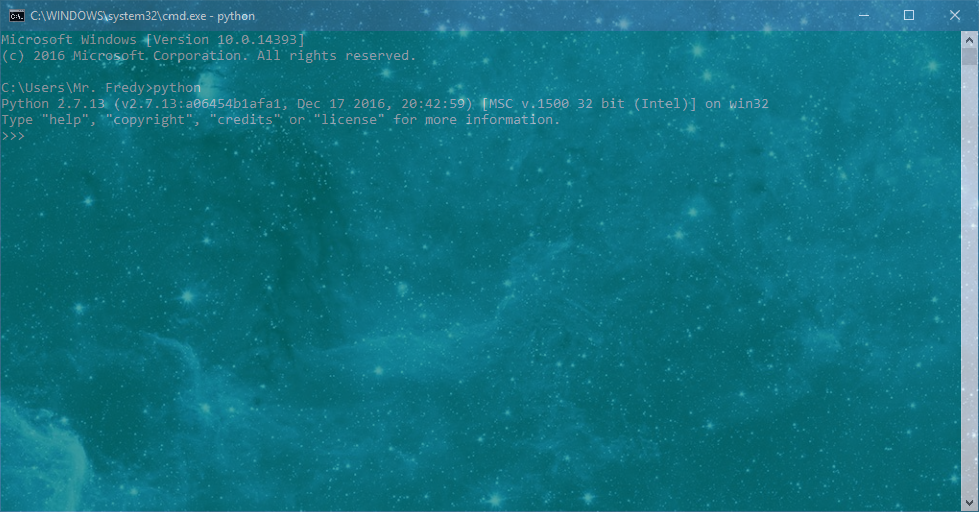 C:\WINDOWS\system32\cmd.exe - python
Microsoft Windows [Version 10.0.14393]
(c) 2016 Microsoft Corporation. All rights reserved.
C:\Users\Mr. Fredy>python
Python 2.7.13 (v2.7.13:a06454b1afa1, Dec 17 2016, 20:42:59) [MSC v.1500 32 bit (Intel)] on win32
Type "help", "copyright", "credits" or "license" for more information.
>>>